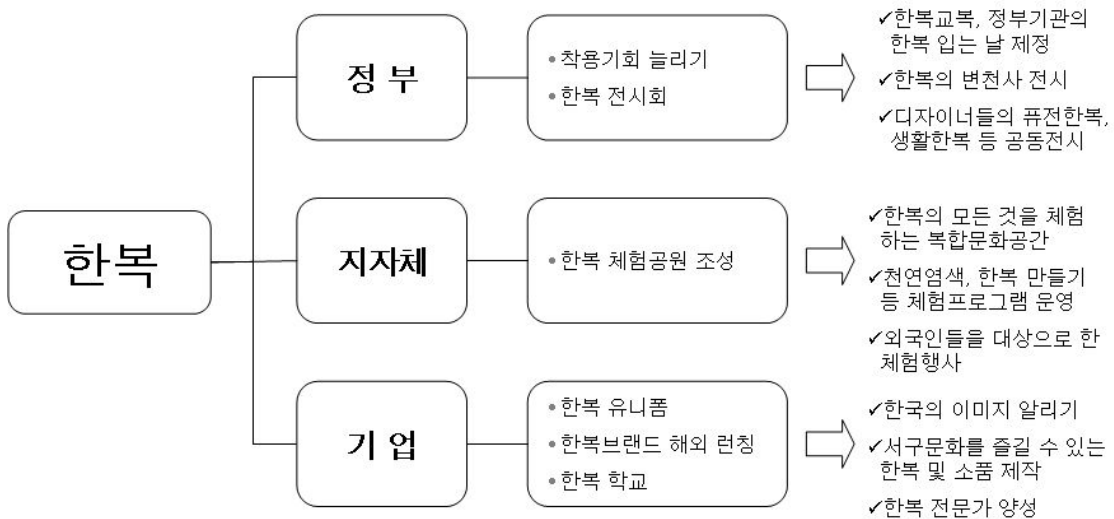 한복
정 부
• 착용기회 늘리기
• 한복 전시회
✓한복교복, 정부기관의
한복 입는 날 제정
✓한복의 변천사 전시
✓디자이너들의 퓨전한복,
생활한복 등 공동전시
지자체
• 한복 체험공원 조성
✓한복의 모든 것을 체험
하는 복합문화공간
✓천연염색, 한복 만들기
등 체험프로그램 운영
✓외국인들을 대상으로 한
체험행사
기 업
• 한복 유니폼
• 한복브랜드 해외 런칭
• 한복 학교
✓한국의 이미지 알리기
✓서구문화를 즐길 수 있는
한복 및 소품 제작
✓한복 전문가 양성